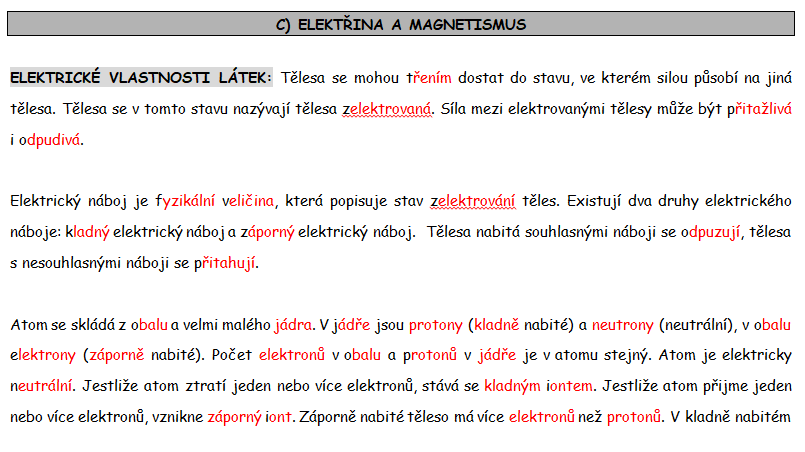 C) ELEKTŘINA A MAGNETISMUS
ELEKTRICKÉ VLASTNOSTI LÁTEK: Tělesa se mohou třením dostat do stavu, ve kterém silou působí na jiná
tělesa. Tělesa se v tomto stavu nazývají tělesa zelektrovaná. Síla mezi elektrovanými tělesy může být přitažlivá
i odpudivá.
Elektrický náboj je fyzikální veličina, která popisuje stav zelektrování těles. Existují dva druhy elektrického
náboje: kladný elektrický náboj a záporný elektrický náboj. Tělesa nabitá souhlasnými náboji se odpuzují, tělesa
s nesouhlasnými náboji se přitahují.
Atom se skládá z obalu a velmi malého jádra. V jádře jsou protony (kladně nabité) a neutrony (neutrální), v obalu
elektrony (záporně nabité). Počet elektronů v obalu a protonů v jádře je v atomu stejný. Atom je elektricky
neutrální. Jestliže atom ztratí jeden nebo více elektronů, stává se kladným iontem. Jestliže atom přijme jeden
nebo více elektronů, vznikne záporný iont. Záporně nabité těleso má více elektronů než protonů. V kladně nabitém